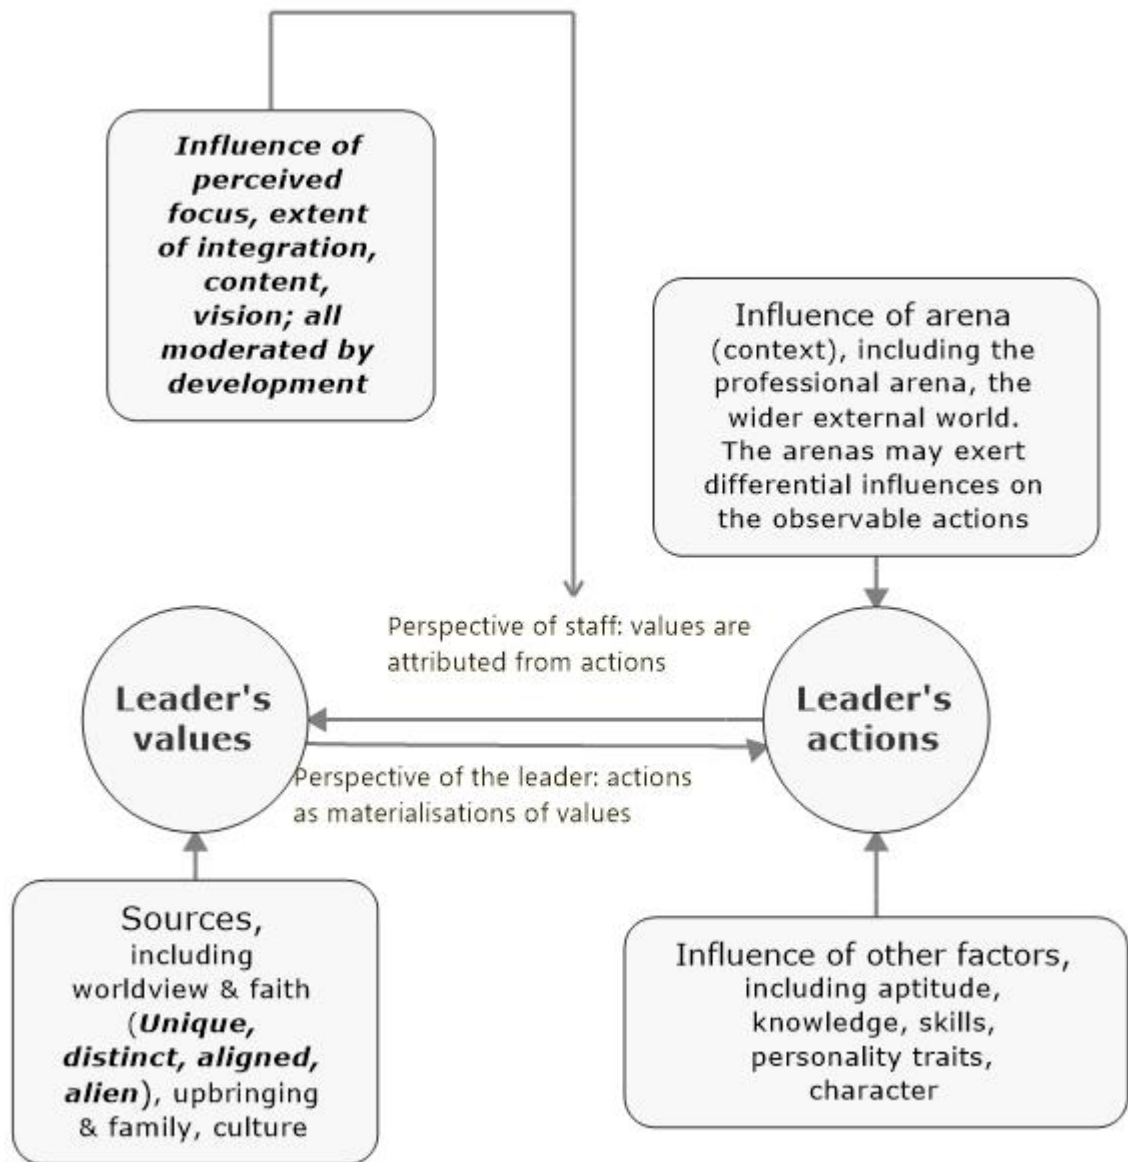 Influence of
perceived
focus, extent
of integration,
content,
vision; all
moderated by
development
Influence of arena
(context), including the
professional arena, the
wider external world.
The arenas may exert
differential influences on
the observable actions
Perspective of staff: values are
attributed from actions
Leader's
values
Leader's
actions
Perspective of the leader: actions
as materialisations of values
Sources,
including
worldview & faith
(Unique,
distinct, aligned,
alien), upbringing
& family, culture
Influence of other factors,
including aptitude,
knowledge, skills,
personality traits,
character